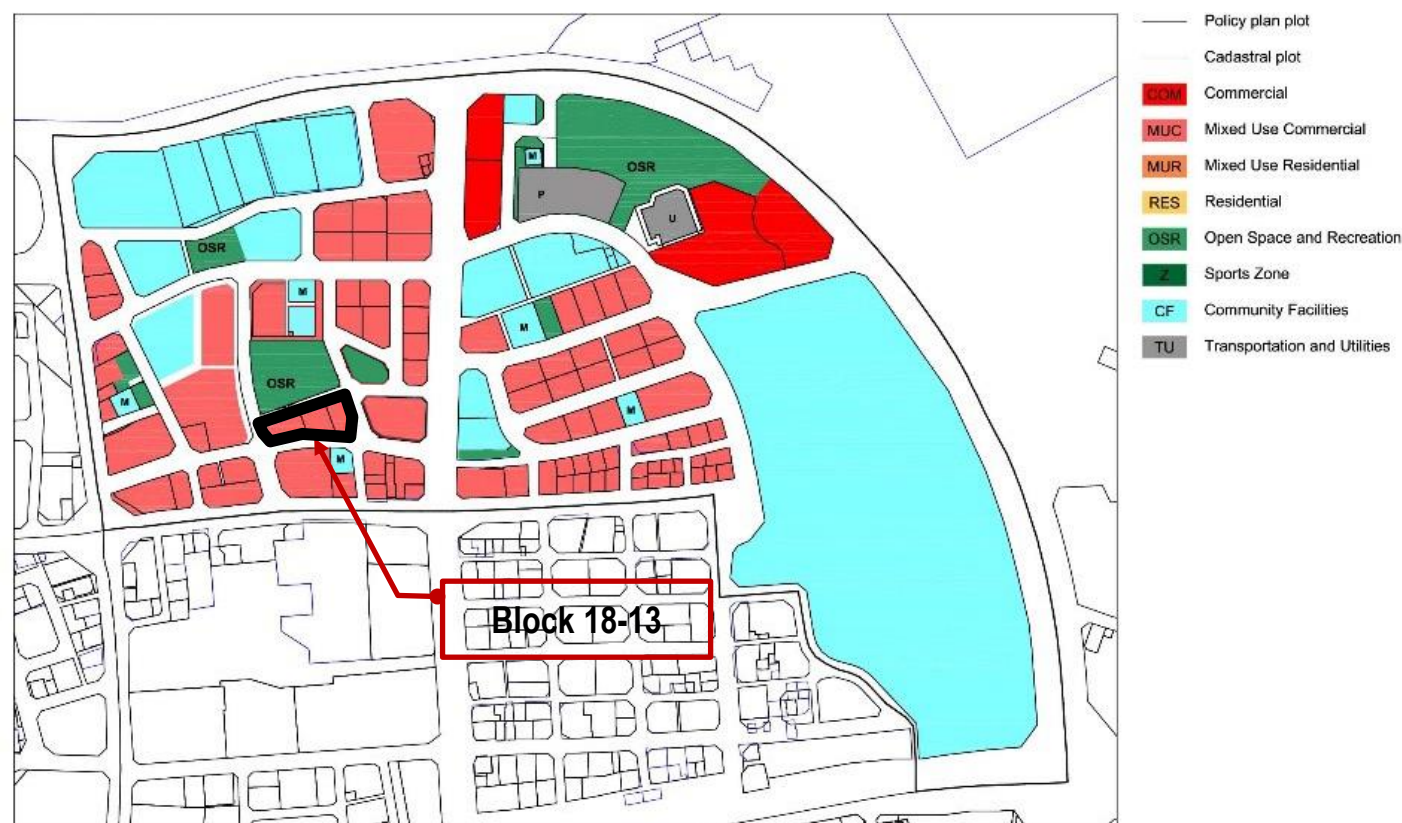 Policy plan plot
Cadastral plot
COM Commercial
MUC Mixed Use Commercial
MUR Mixed Use Residential
RES Residential
OSR Open Space and Recreation
Z Sports Zone
CF Community Facilities
TU Transportation and Utilities
M
OSR
P
U
OSR
M
M
OSR
M
M
M
Block 18-13